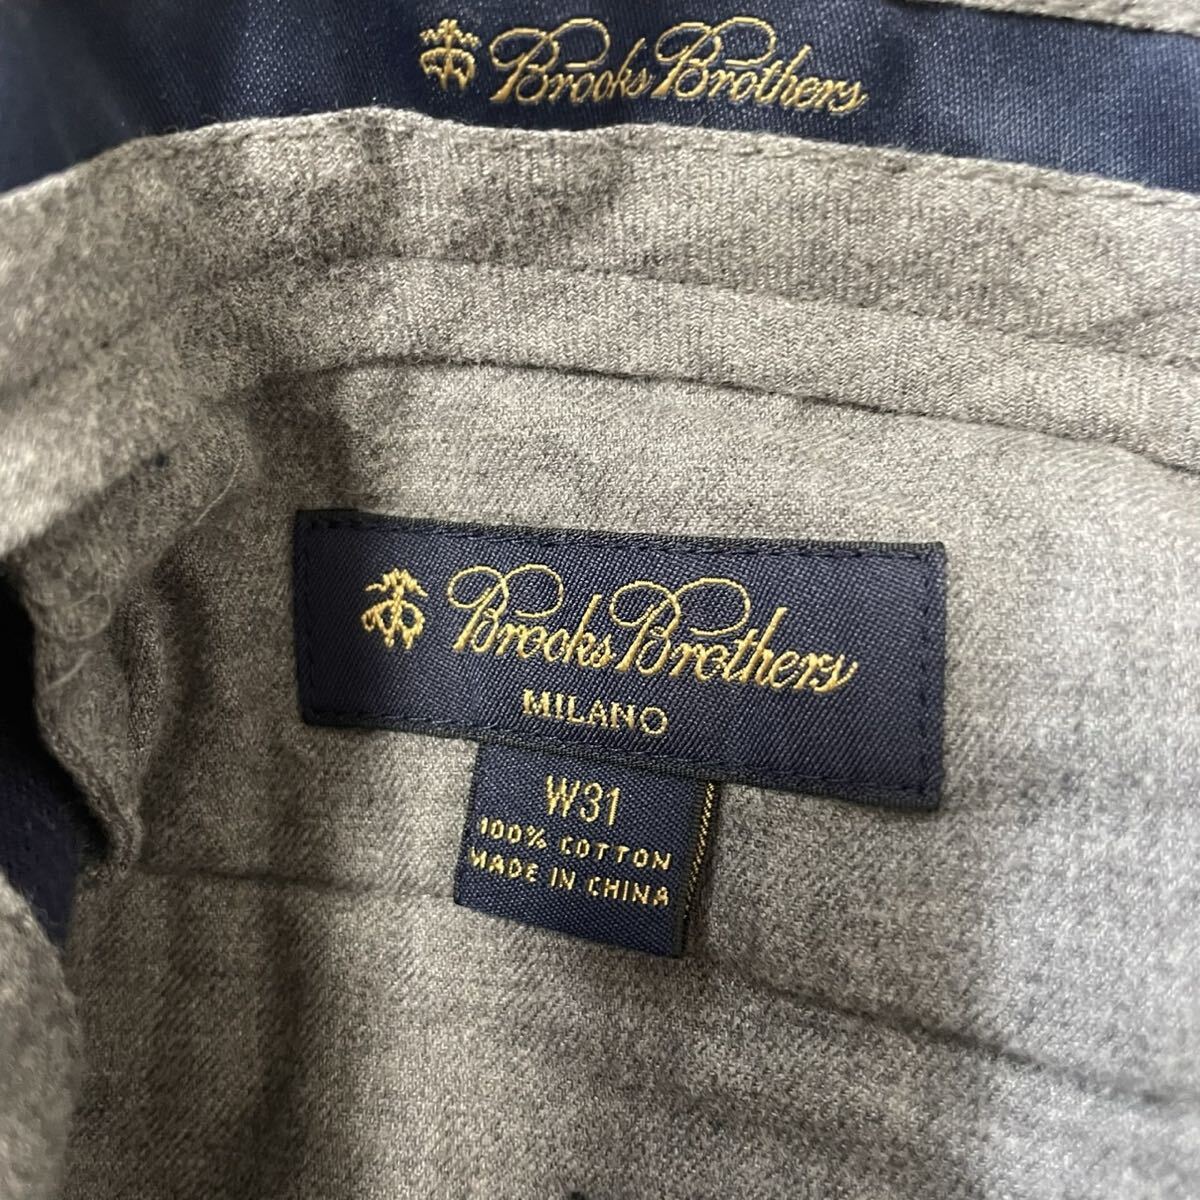 Brooks Brothers
Brooks Brothers
MILANO
W31
100% COTTON
MADE IN CHINA